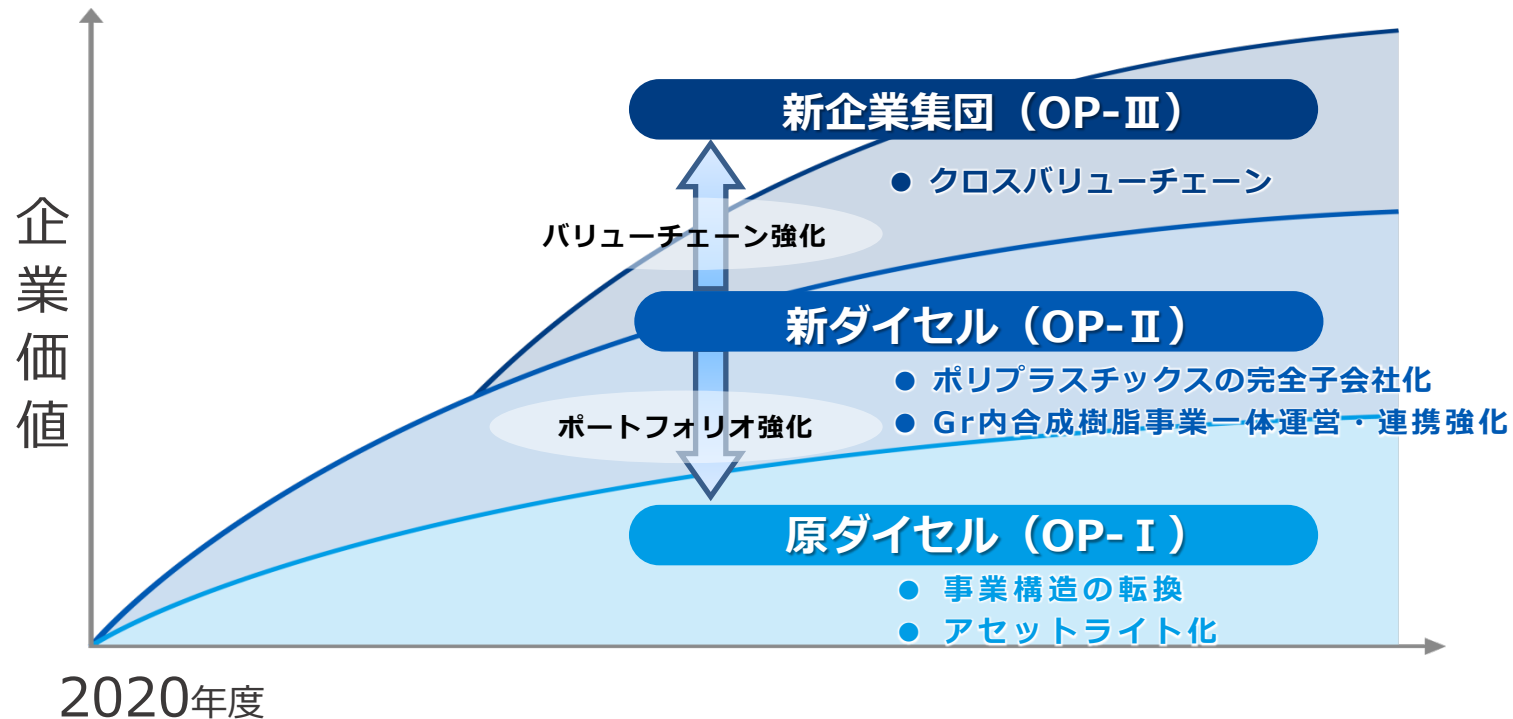 企業価値
新企業集団（OP-Ⅲ）
● クロスバリューチェーン
バリューチェーン強化
新ダイセル（OP-Ⅱ）
● ポリプラスチックスの完全子会社化
● Gr内合成樹脂事業一体運営・連携強化
ポートフォリオ強化
原ダイセル（OP-Ⅰ）
● 事業構造の転換
● アセットライト化
2020年度